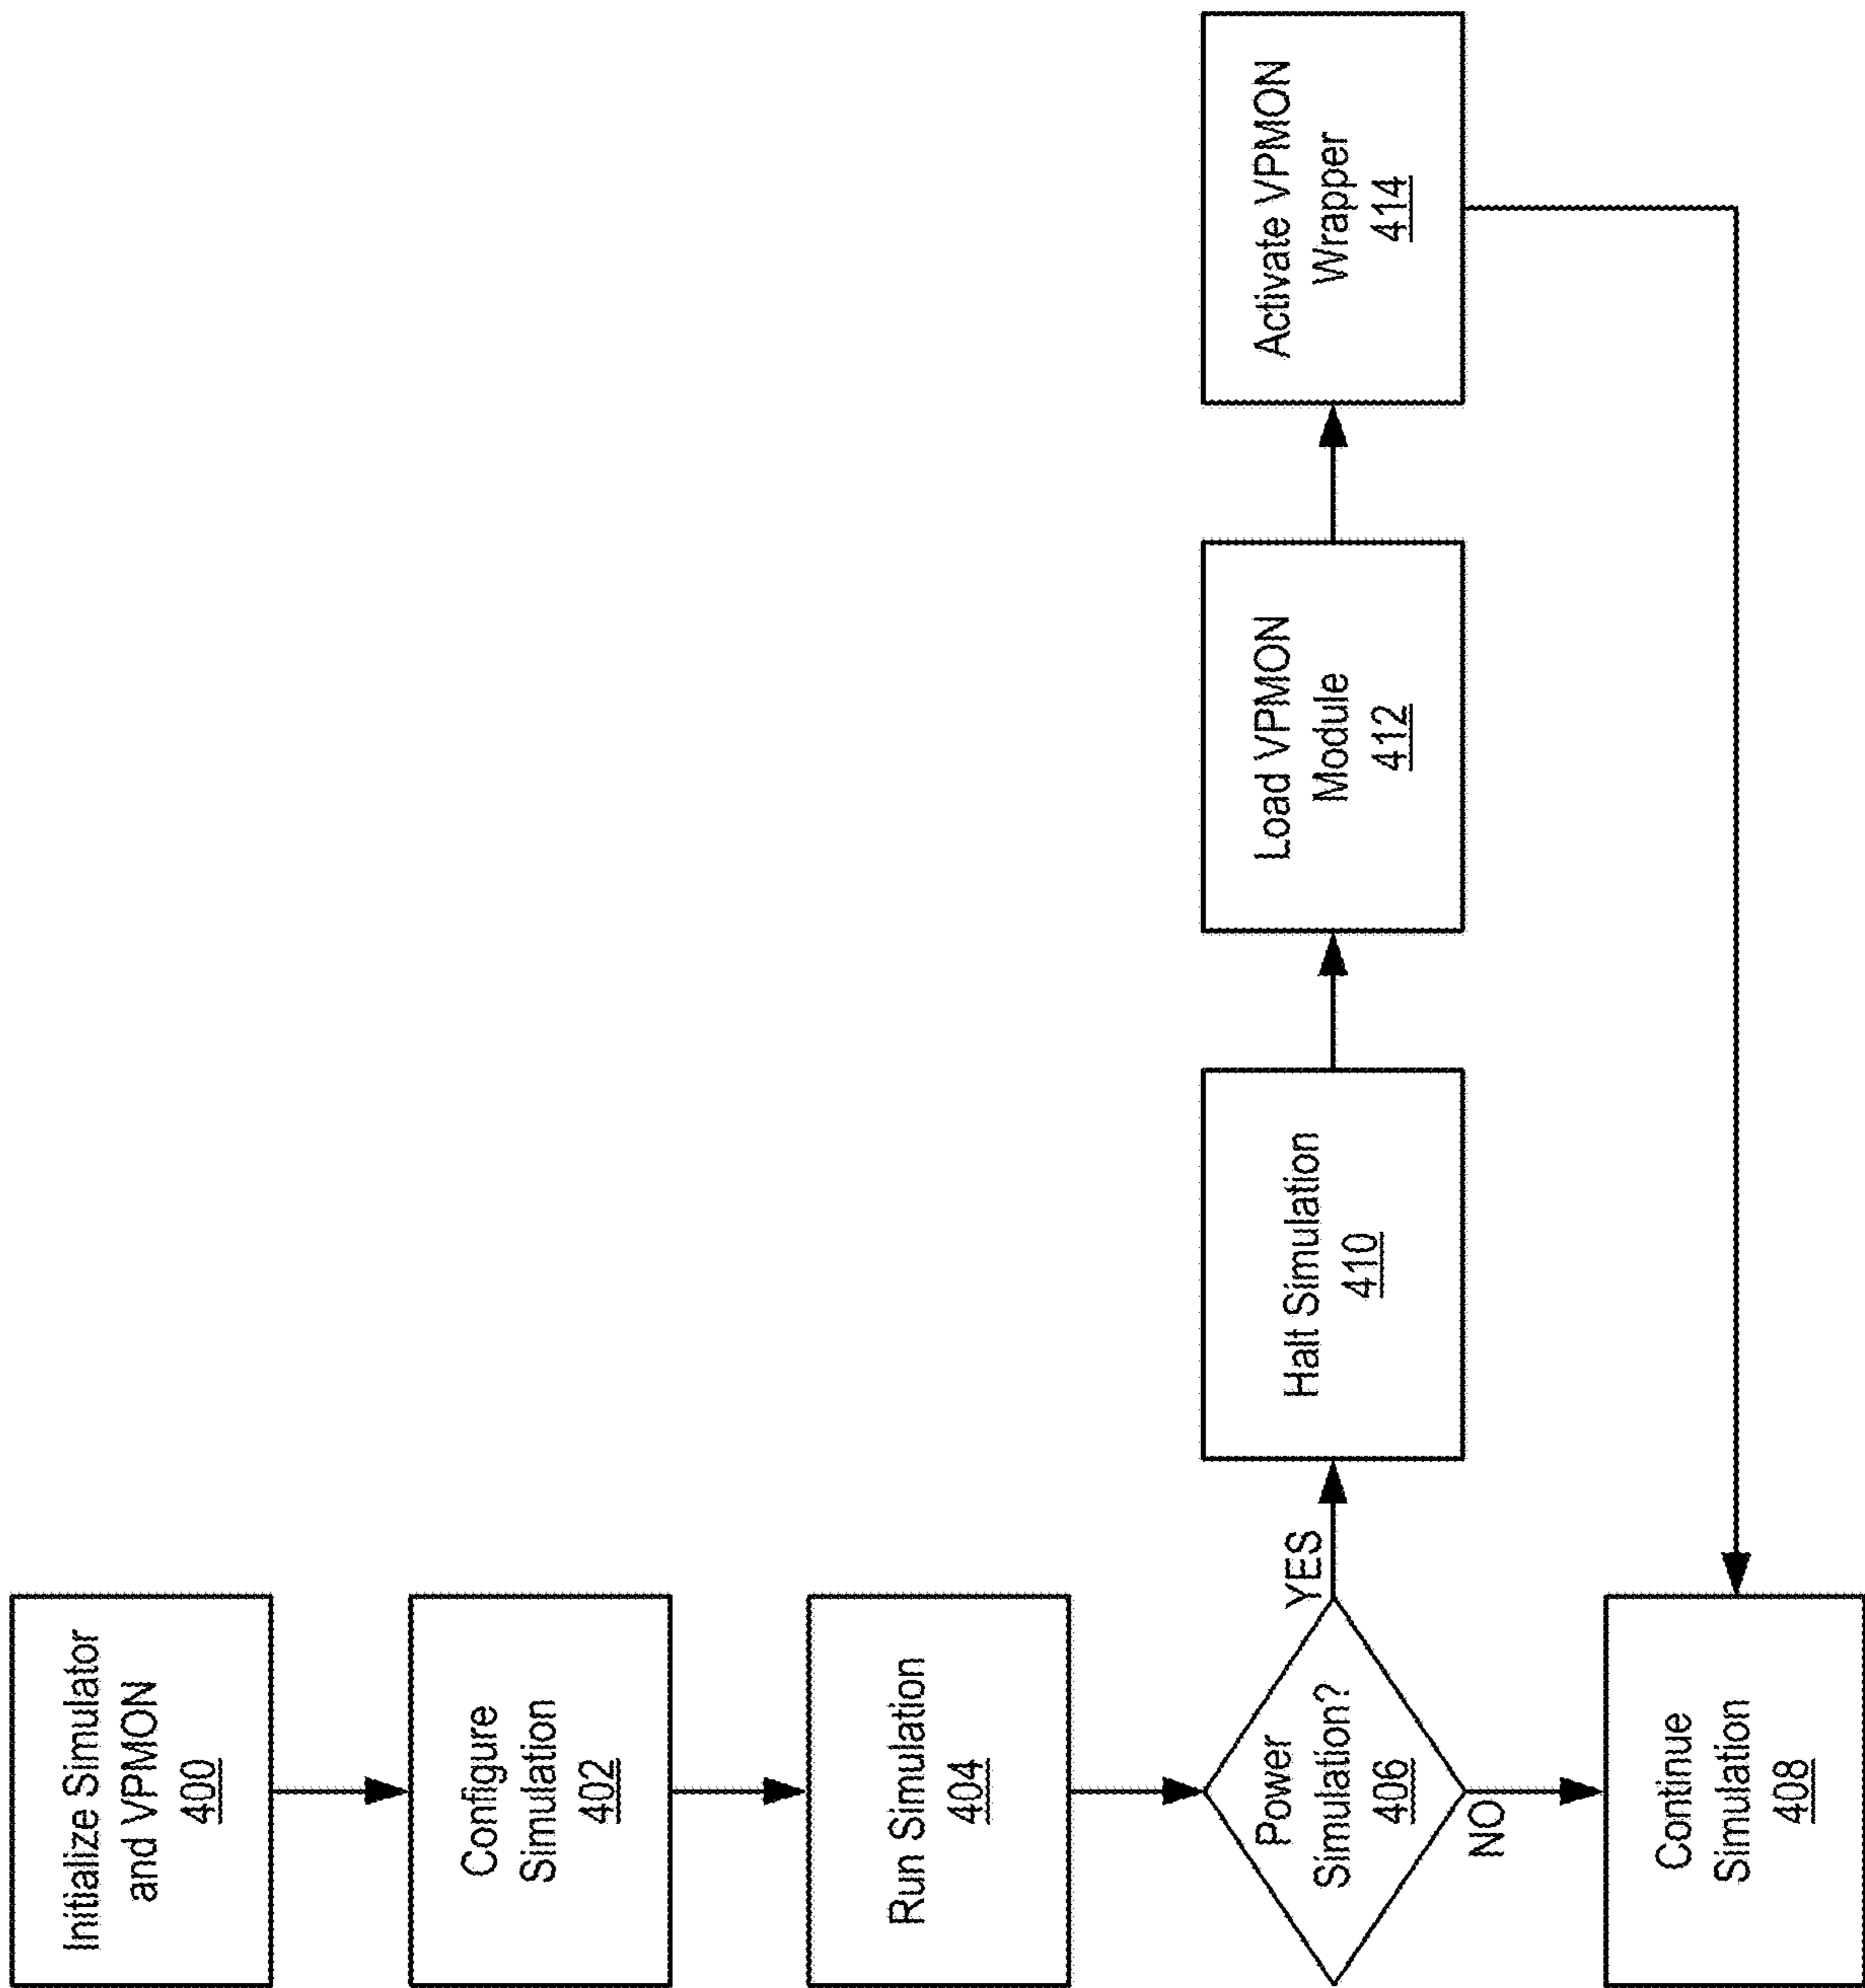 Initialize Simulator
and VPMON
400
Configure
Simulation
402
Run Simulation
404
Power
Simulation?
406
YES
NO
Continue
Simulation
408
Halt Simulation
410
Load VPMON
Module
412
Activate VPMON
Wrapper
414